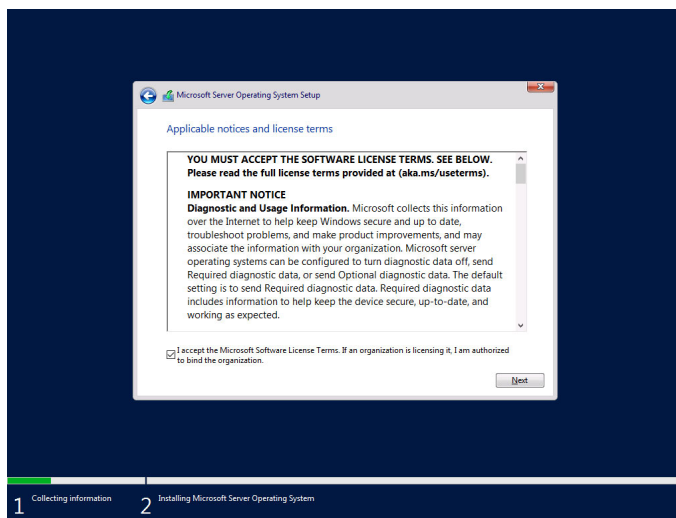 Microsoft Server Operating System Setup
Applicable notices and license terms
YOU MUST ACCEPT THE SOFTWARE LICENSE TERMS. SEE BELOW.
Please read the full license terms provided at (aka.ms/useterms).
IMPORTANT NOTICE
Diagnostic and Usage Information. Microsoft collects this information
over the Internet to help keep Windows secure and up to date,
troubleshoot problems, and make product improvements, and may
associate the information with your organization. Microsoft server
operating systems can be configured to turn diagnostic data off, send
Required diagnostic data, or send Optional diagnostic data. The default
setting is to send Required diagnostic data. Required diagnostic data
includes information to help keep the device secure, up-to-date, and
working as expected.
I accept the Microsoft Software License Terms. If an organization is licensing it, I am authorized
to bind the organization.
Next
1 Collecting information
2 Installing Microsoft Server Operating System